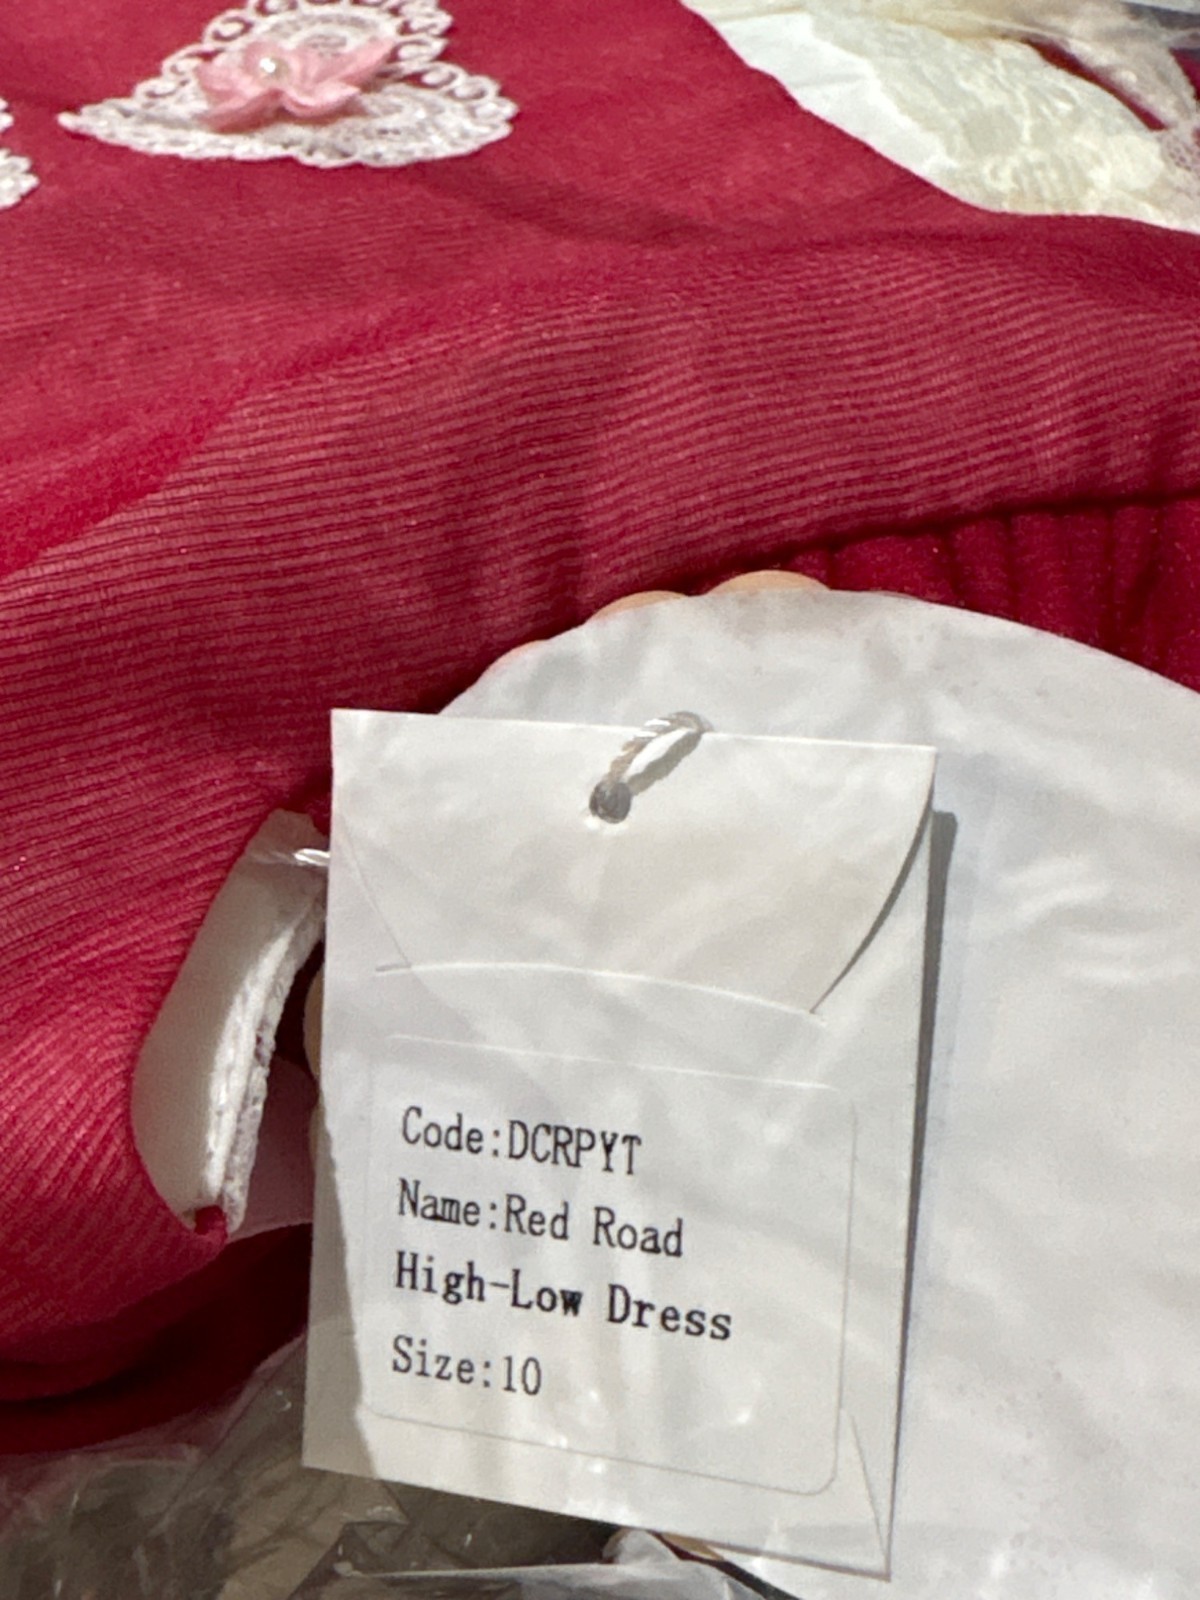 Code:DCRPYT
Name:Red Road
High-Low Dress
Size:10